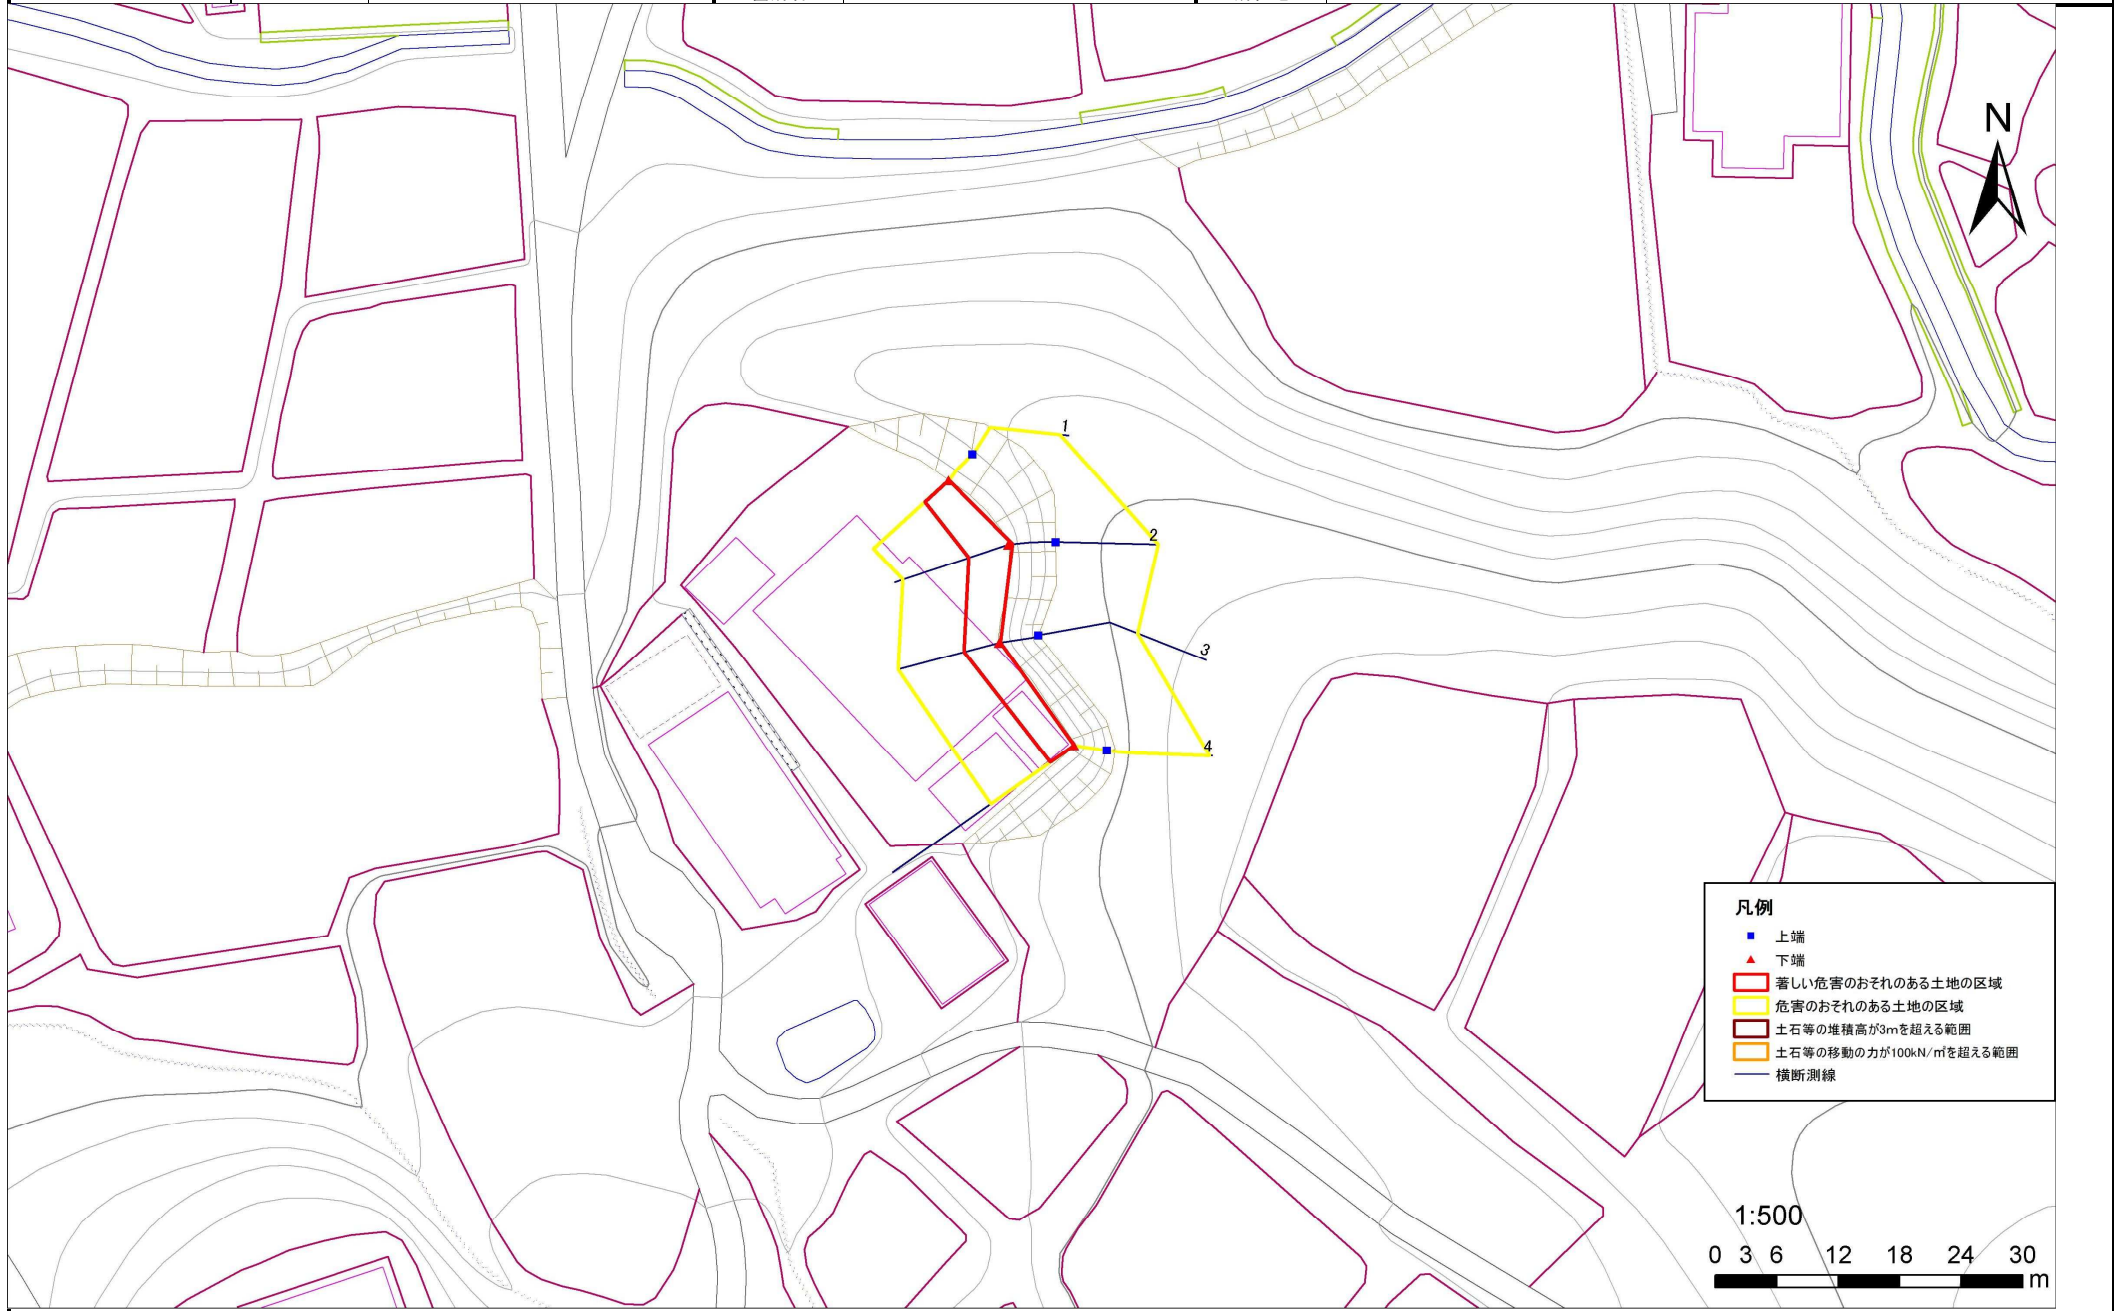 N
1
2
3
4
凡例
上端
下端
著しい危害のおそれのある土地の区域
危害のおそれのある土地の区域
土石等の堆積高が3mを超える範囲
土石等の移動の力が100kN/㎡を超える範囲
横断測線
1:500
0 3 6 12 18 24 30
m